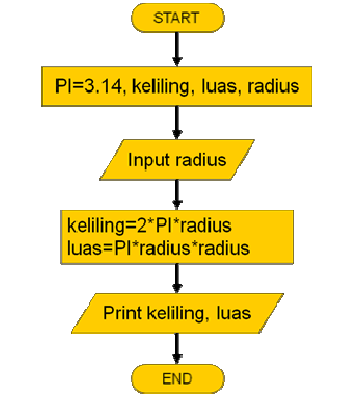 START
PI=3.14, keliling, luas, radius
Input radius
keliling=2*PI*radius
luas=PI*radius*radius
Print keliling, luas
END